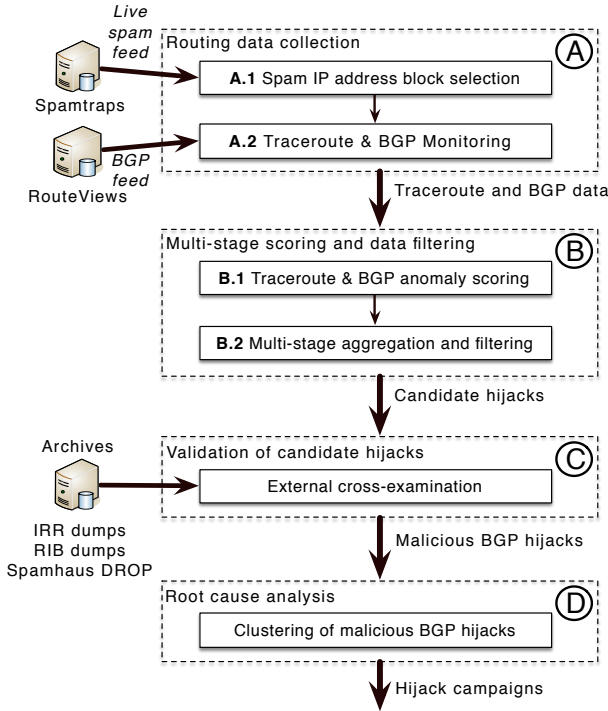 Live
spam
feed
Routing data collection
A
A.1 Spam IP address block selection
Spamtraps
A.2 Traceroute & BGP Monitoring
BGP
feed
RouteViews
Traceroute and BGP data
Multi-stage scoring and data filtering
B
B.1 Traceroute & BGP anomaly scoring
B.2 Multi-stage aggregation and filtering
Candidate hijacks
Archives
Validation of candidate hijacks
C
External cross-examination
IRR dumps
RIB dumps
Spamhaus DROP
Malicious BGP hijacks
Root cause analysis
D
Clustering of malicious BGP hijacks
Hijack campaigns